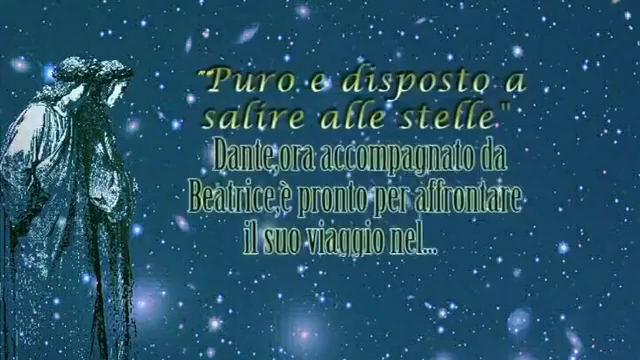 "Puro e disposto a
salire alle stelle"
Dante,ora accompagnato da
Beatrice,è pronto per affrontare
il suo viaggio nel...